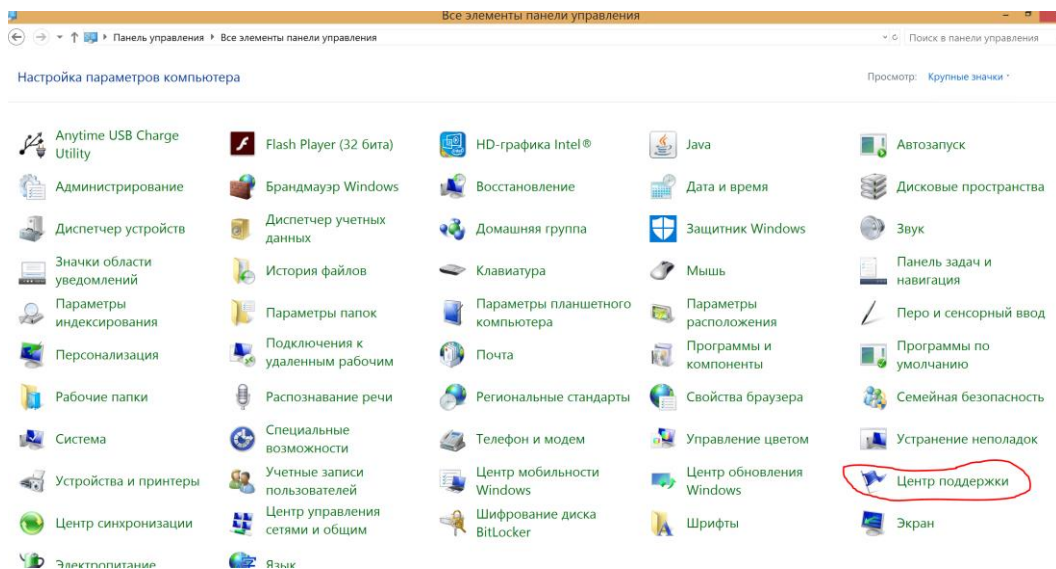 Все элементы панели управления
Панель управления Все элементы панели управления
Поиск в панели управления
Настройка параметров компьютера
Просмотр: Крупные значки
Anytime USB Charge
Utility
Flash Player (32 бита)
HD-графика Intel®
Java
Автозапуск
Администрирование
Брандмауэр Windows
Восстановление
Дата и время
Дисковые пространства
Диспетчер устройств
Диспетчер учетных
данных
Домашняя группа
Защитник Windows
Звук
Значки области
уведомлений
История файлов
Клавиатура
Мышь
Панель задач и
навигация
Параметры
индексирования
Параметры папок
Параметры планшетного
компьютера
Параметры
расположения
Перо и сенсорный ввод
Персонализация
Подключения к
удаленным рабочим
Почта
Программы и
компоненты
Программы по
умолчанию
Рабочие папки
Распознавание речи
Региональные стандарты
Свойства браузера
Семейная безопасность
Система
Специальные
возможности
Телефон и модем
Управление цветом
Устранение неполадок
Устройства и принтеры
Учетные записи
пользователей
Центр мобильности
Windows
Центр обновления
Windows
Центр поддержки
Центр синхронизации
Центр управления
сетями и общим
Шифрование диска
BitLocker
Шрифты
Экран
Электропитание
Язык